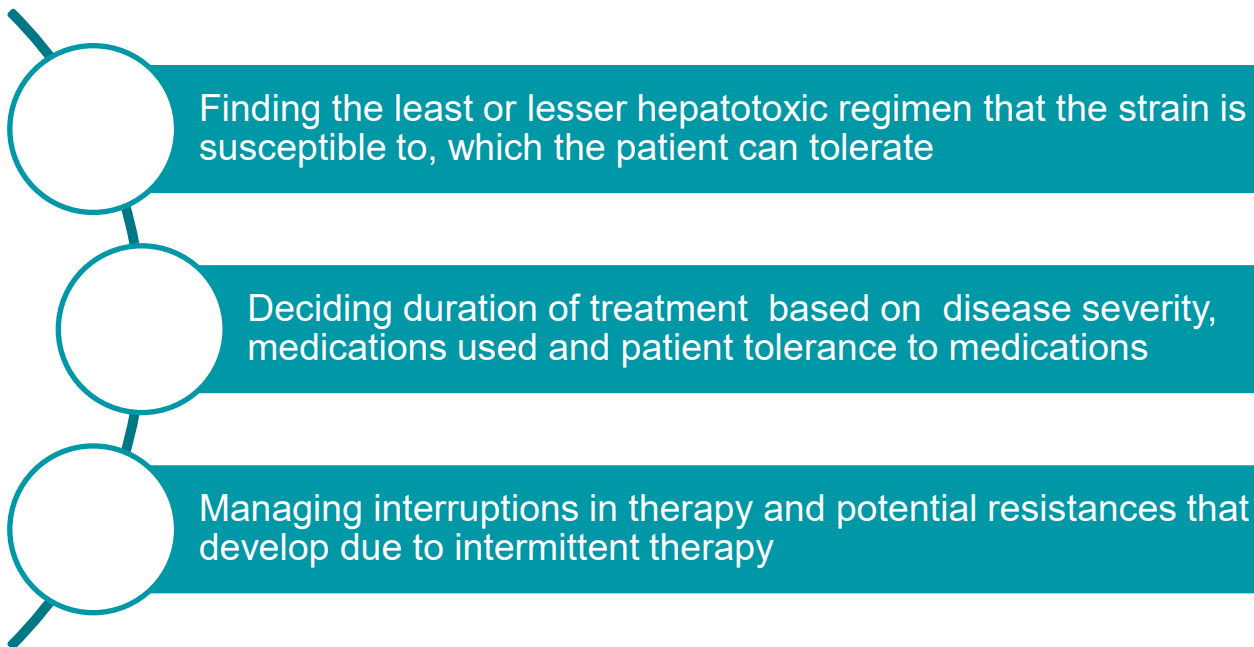 Finding the least or lesser hepatotoxic regimen that the strain is
susceptible to, which the patient can tolerate
Deciding duration of treatment  based on  disease severity,
medications used and patient tolerance to medications
Managing interruptions in therapy and potential resistances that
develop due to intermittent therapy